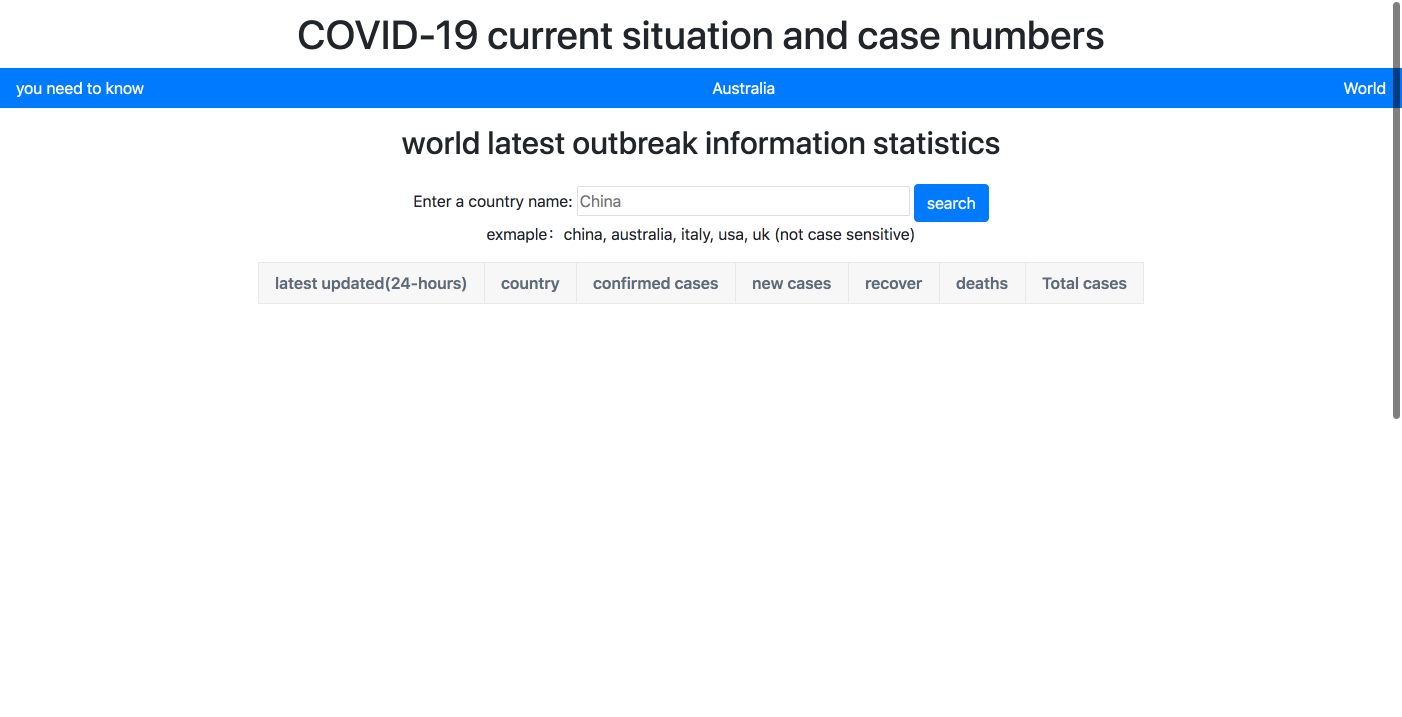 COVID-19 current situation and case numbers
you need to know Australia World
world latest outbreak information statistics
Enter a country name: China search
exmaple：china, australia, italy, usa, uk (not case sensitive)
latest updated(24-hours) country confirmed cases new cases recover deaths Total cases